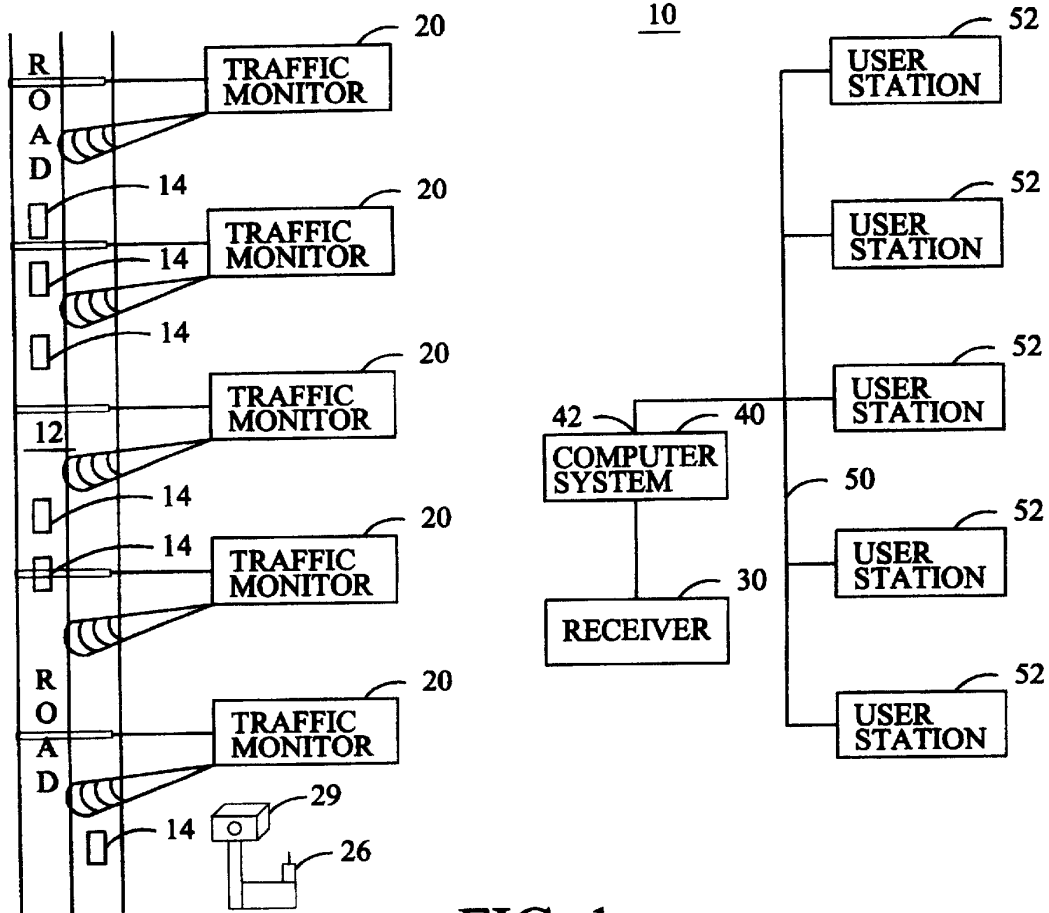 10
ROAD
20
TRAFFIC
MONITOR
14
20
TRAFFIC
MONITOR
14
14
20
TRAFFIC
MONITOR
12
14
20
TRAFFIC
MONITOR
14
ROAD
20
TRAFFIC
MONITOR
14
29
26
42
40
COMPUTER
SYSTEM
30
RECEIVER
50
52
USER
STATION
52
USER
STATION
52
USER
STATION
52
USER
STATION
52
USER
STATION